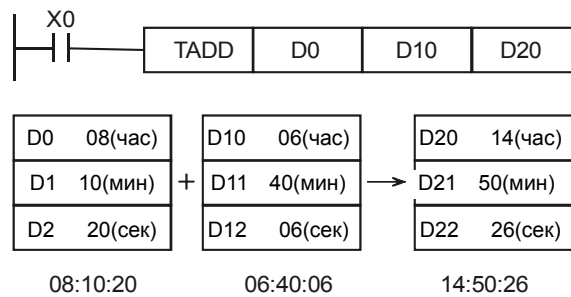 X0
TADD D0 D10 D20
D0 08(час) D10 06(час) D20 14(час)
D1 10(мин) + D11 40(мин) → D21 50(мин)
D2 20(сек) D12 06(сек) D22 26(сек)
08:10:20 06:40:06 14:50:26